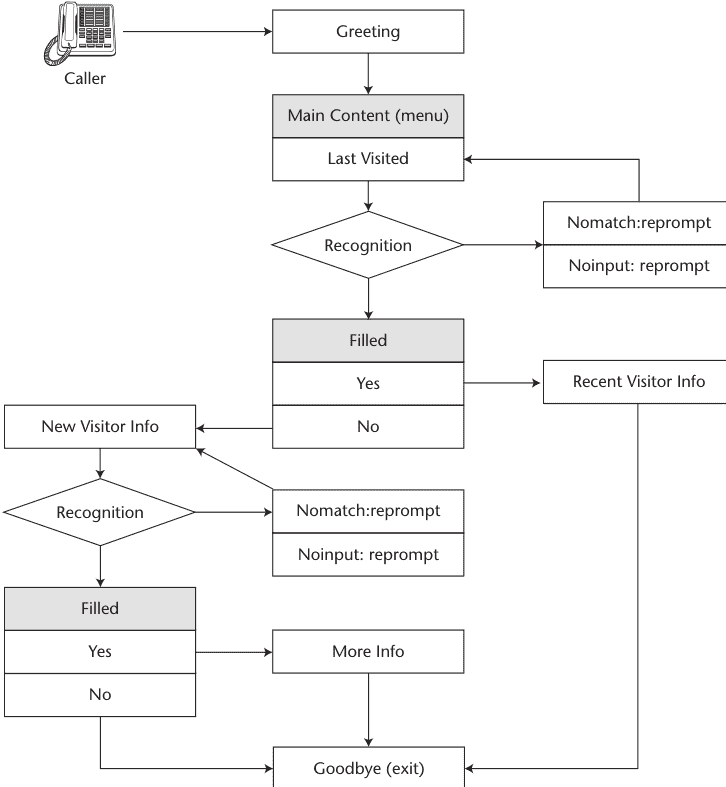 Greeting
Caller
Main Content (menu)
Last Visited
Recognition
Nomatch:reprompt
Noinput: reprompt
Filled
Yes
No
Recent Visitor Info
New Visitor Info
Recognition
Nomatch:reprompt
Noinput: reprompt
Filled
Yes
No
More Info
Goodbye (exit)